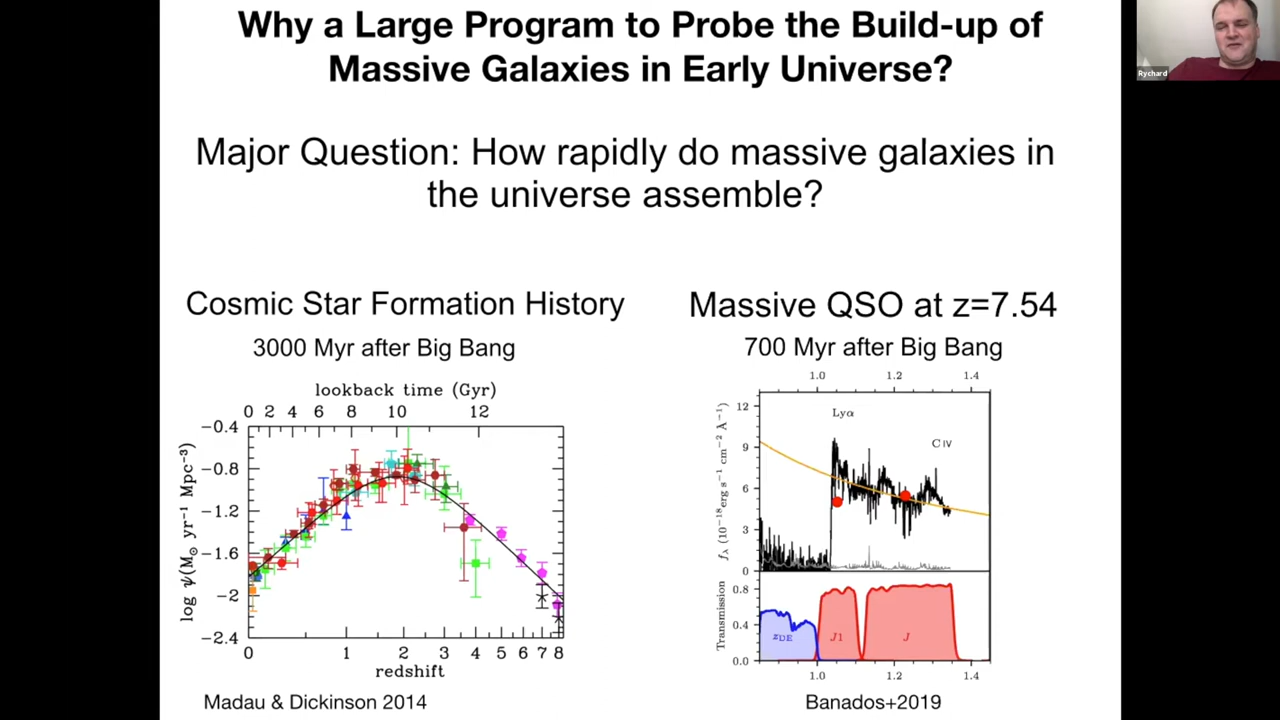 Why a Large Program to Probe the Build-up of
Massive Galaxies in Early Universe?
Rychard
Major Question: How rapidly do massive galaxies in
the universe assemble?
Cosmic Star Formation History
3000 Myr after Big Bang
lookback time (Gyr)
0 2 4 6 8 10 12
−0.4
−0.8
−1.2
−1.6
−2
−2.4
log ψ(M⊙ yr⁻¹ Mpc⁻³)
0 1 2 3 4 5 6 7 8
redshift
Madau & Dickinson 2014
Massive QSO at z=7.54
700 Myr after Big Bang
1.0 1.2 1.4
12
9
6
3
0
fλ (10⁻¹⁸erg s⁻¹ cm⁻² Å⁻¹)
Lyα
C IV
0.8
0.4
0.0
Transmission
zDE J1 J
1.0 1.2 1.4
Banados+2019